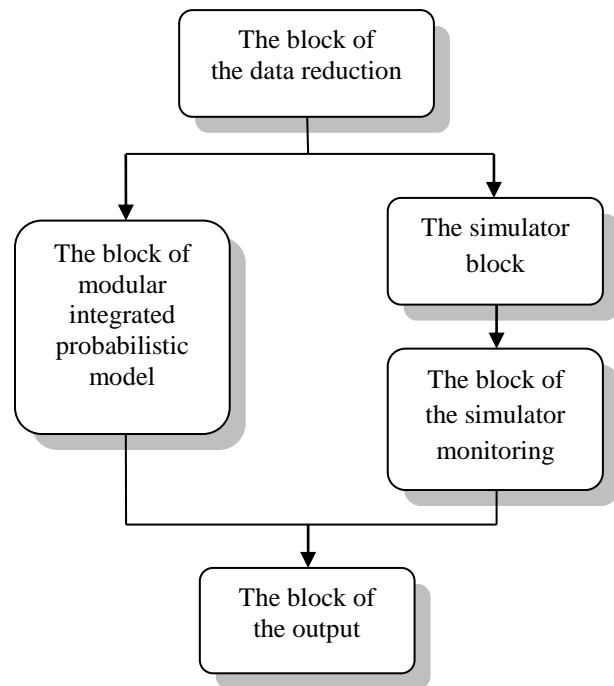 The block of
the data reduction
The block of
modular
integrated
probabilistic
model
The simulator
block
The block of
the simulator
monitoring
The block of
the output